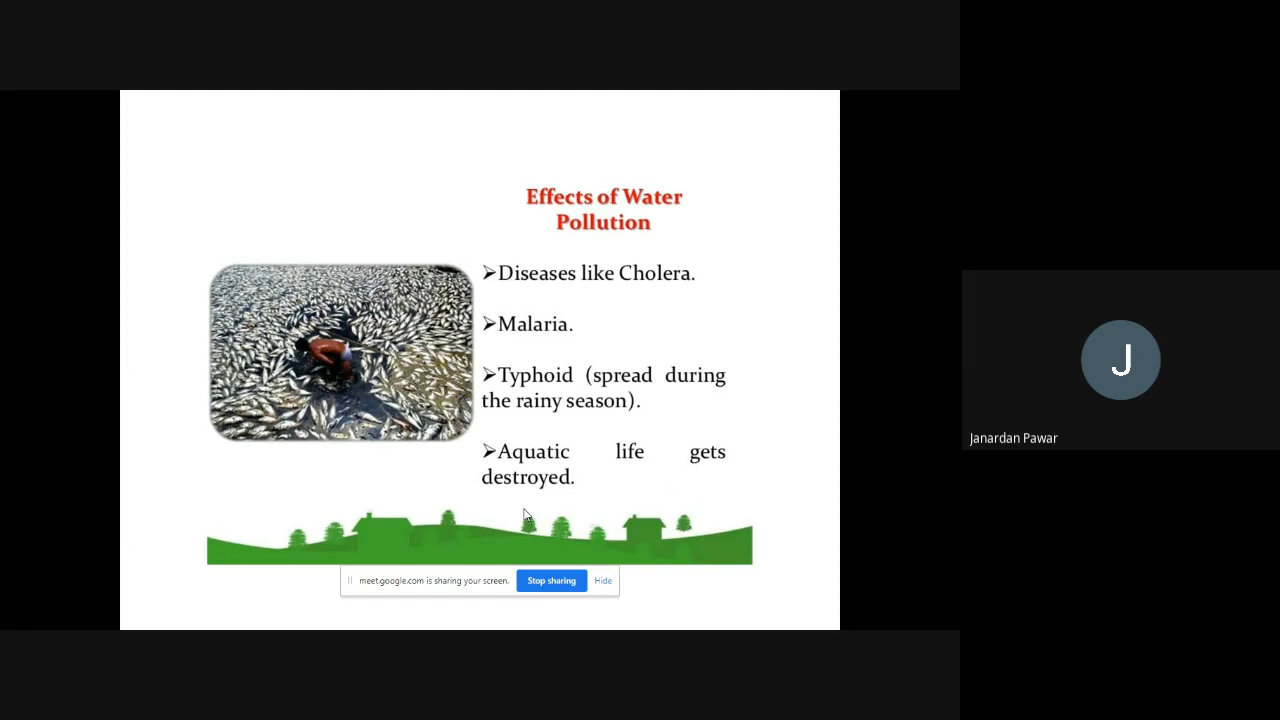 Effects of Water
Pollution
➢Diseases like Cholera.
➢Malaria.
➢Typhoid (spread during
the rainy season).
➢Aquatic life gets
destroyed.
meet.google.com is sharing your screen. Stop sharing Hide
J
Janardan Pawar